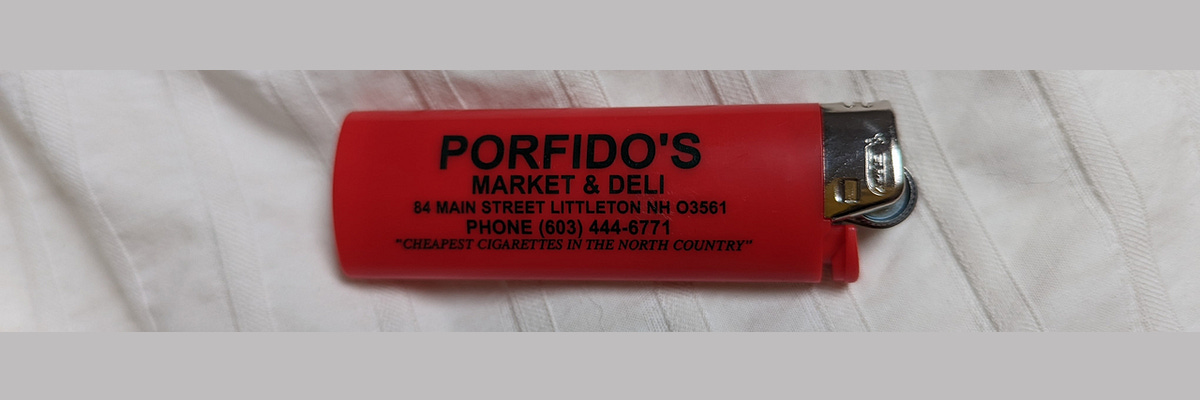 PORFIDO'S
MARKET & DELI
84 MAIN STREET LITTLETON NH O3561
PHONE (603) 444-6771
"CHEAPEST CIGARETTES IN THE NORTH COUNTRY"